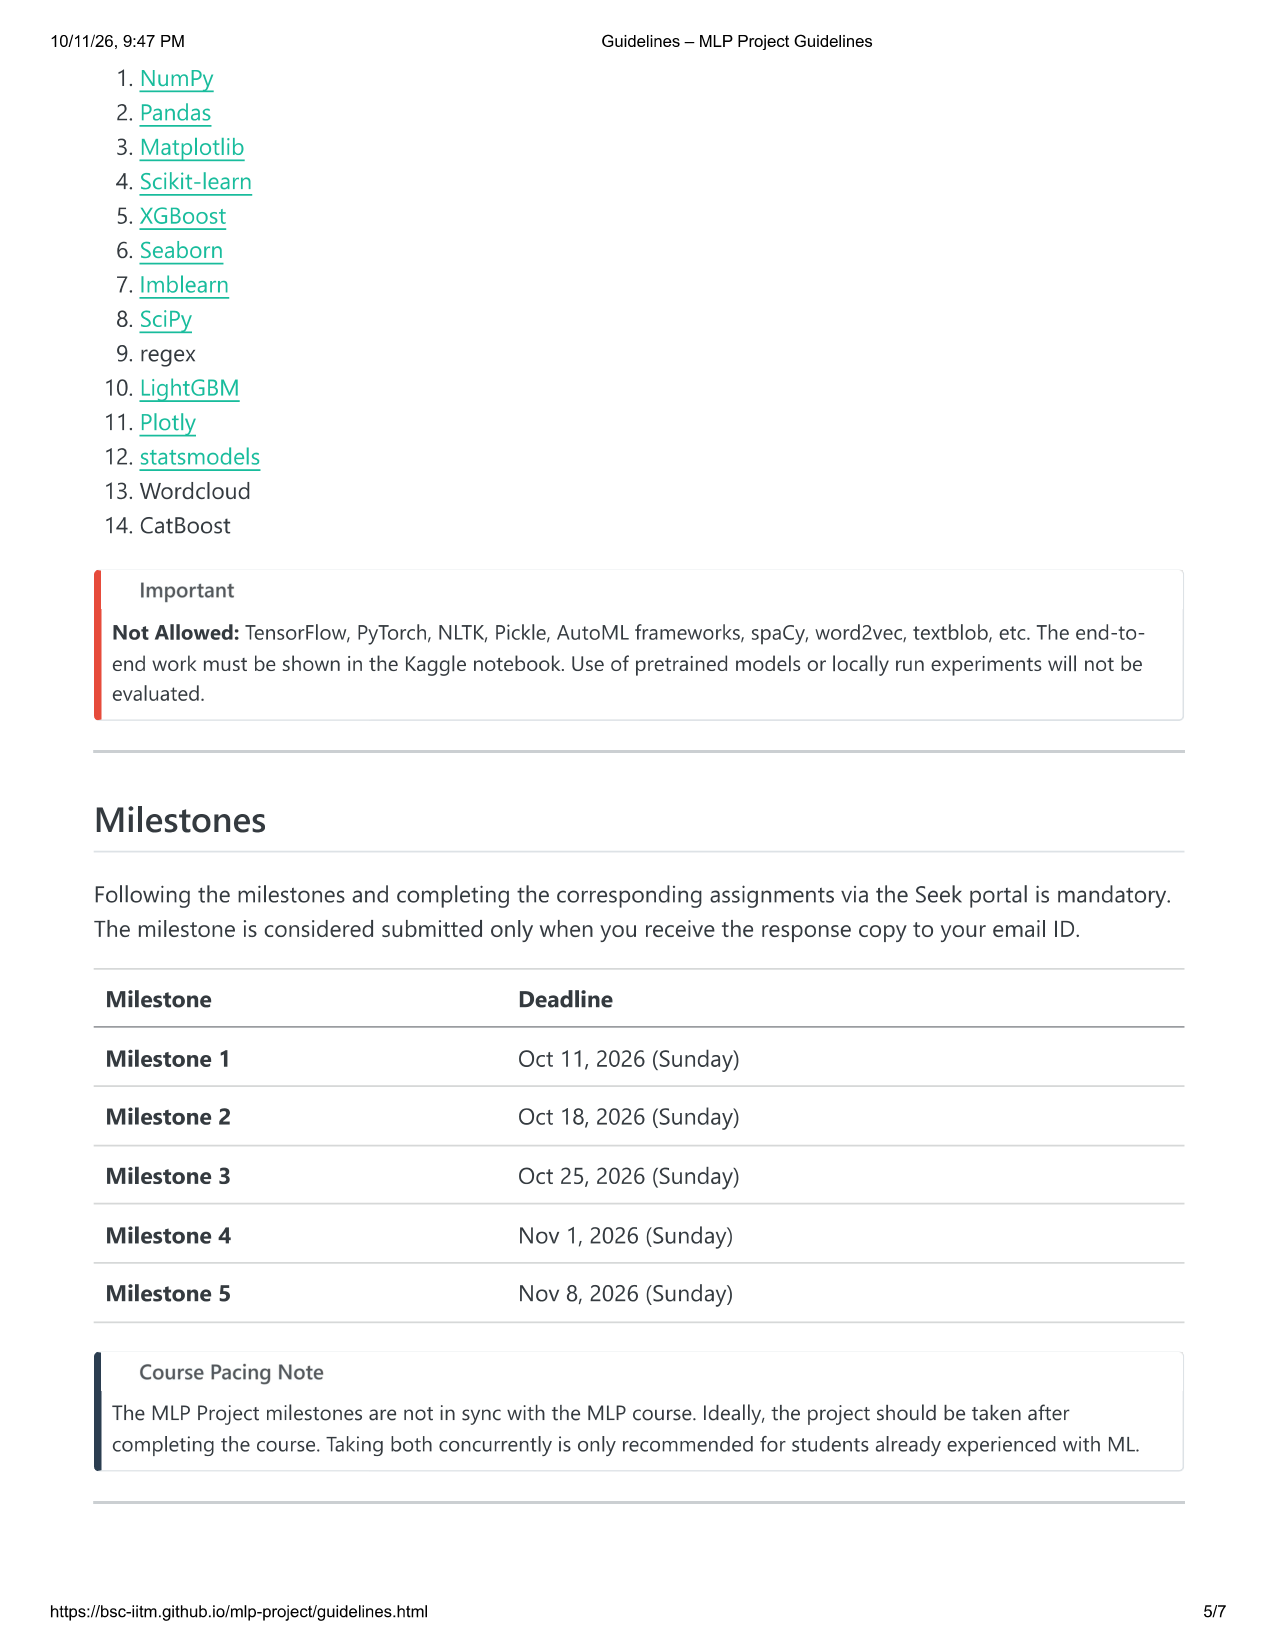 10/11/26, 9:47 PM
Guidelines – MLP Project Guidelines
1. NumPy
2. Pandas
3. Matplotlib
4. Scikit-learn
5. XGBoost
6. Seaborn
7. Imblearn
8. SciPy
9. regex
10. LightGBM
11. Plotly
12. statsmodels
13. Wordcloud
14. CatBoost
Important
Not Allowed: TensorFlow, PyTorch, NLTK, Pickle, AutoML frameworks, spaCy, word2vec, textblob, etc. The end-to-
end work must be shown in the Kaggle notebook. Use of pretrained models or locally run experiments will not be
evaluated.
Milestones
Following the milestones and completing the corresponding assignments via the Seek portal is mandatory.
The milestone is considered submitted only when you receive the response copy to your email ID.
Milestone Deadline
Milestone 1 Oct 11, 2026 (Sunday)
Milestone 2 Oct 18, 2026 (Sunday)
Milestone 3 Oct 25, 2026 (Sunday)
Milestone 4 Nov 1, 2026 (Sunday)
Milestone 5 Nov 8, 2026 (Sunday)
Course Pacing Note
The MLP Project milestones are not in sync with the MLP course. Ideally, the project should be taken after
completing the course. Taking both concurrently is only recommended for students already experienced with ML.
https://bsc-iitm.github.io/mlp-project/guidelines.html
5/7